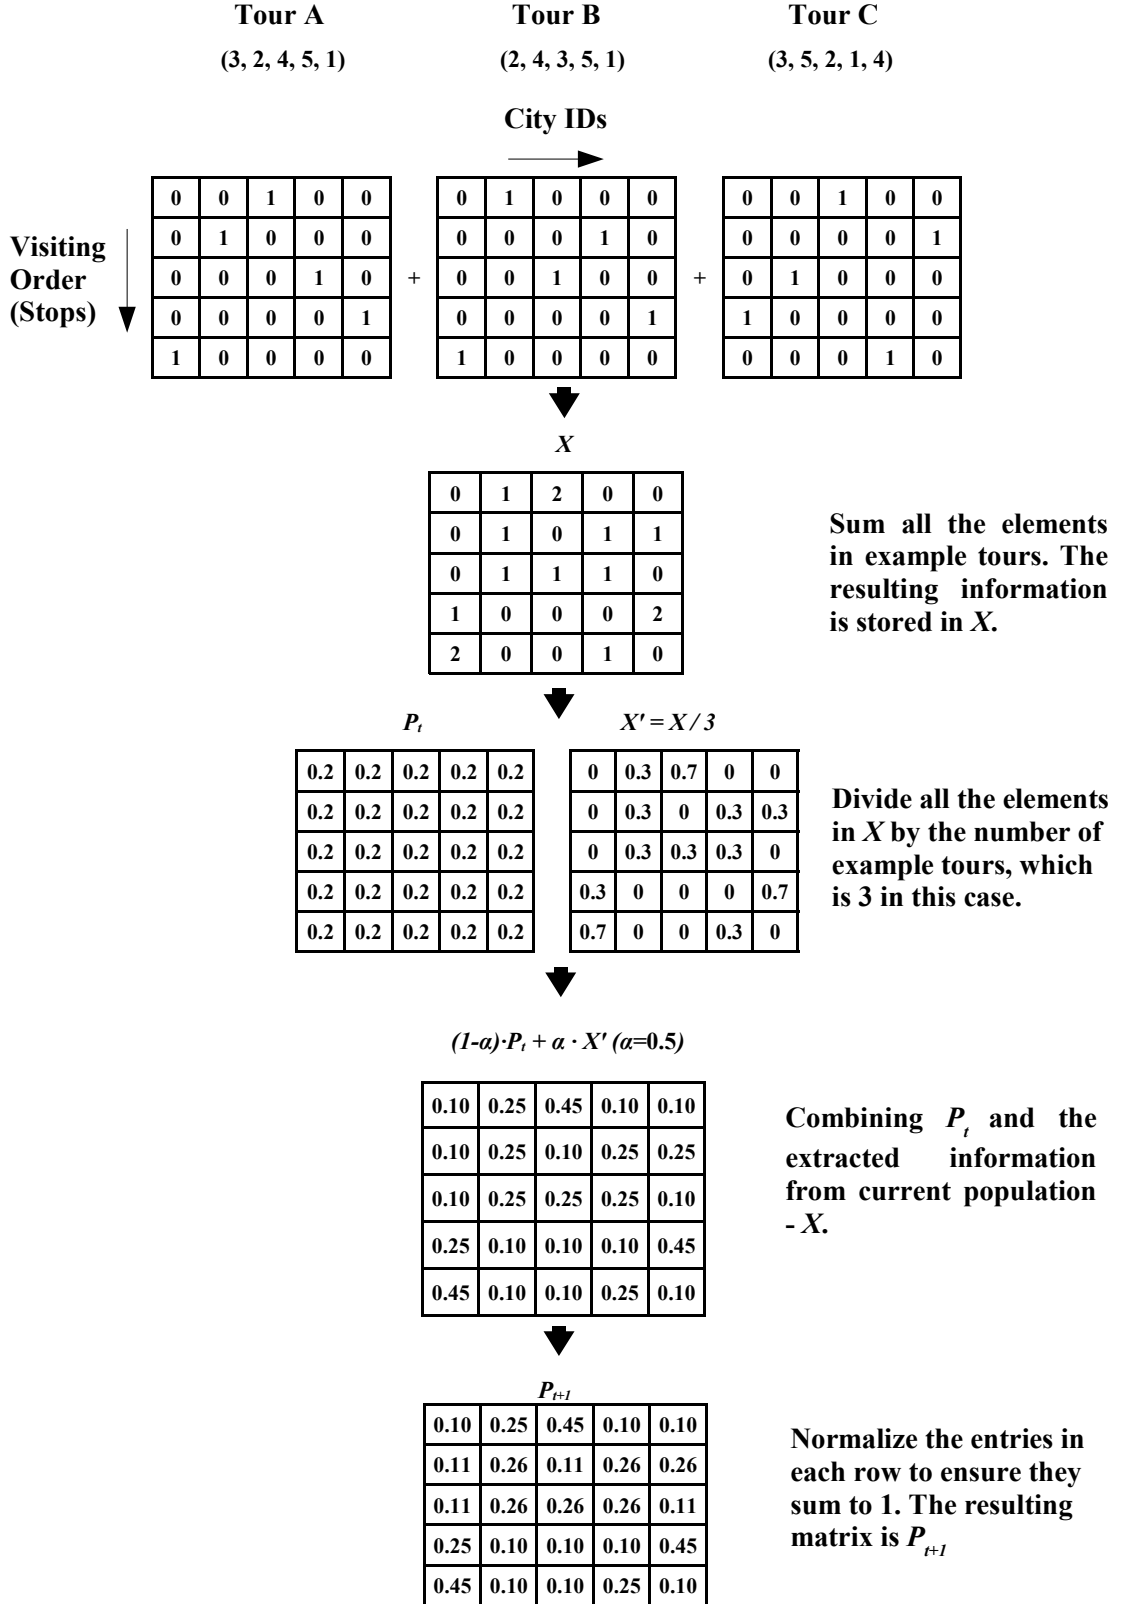 Tour A Tour B Tour C
(3, 2, 4, 5, 1) (2, 4, 3, 5, 1) (3, 5, 2, 1, 4)
City IDs
Visiting
Order
(Stops)
0 0 1 0 0 0 1 0 0 0 0 0 1 0 0
0 1 0 0 0 0 0 0 1 0 0 0 0 0 1
0 0 0 1 0 + 0 0 1 0 0 + 0 1 0 0 0
0 0 0 0 1 0 0 0 0 1 1 0 0 0 0
1 0 0 0 0 1 0 0 0 0 0 0 0 1 0
X
0 1 2 0 0
0 1 0 1 1
0 1 1 1 0
1 0 0 0 2
2 0 0 1 0
Sum all the elements
in example tours. The
resulting information
is stored in X.
Pt X' = X / 3
0.2 0.2 0.2 0.2 0.2 0 0.3 0.7 0 0
0.2 0.2 0.2 0.2 0.2 0 0.3 0 0.3 0.3
0.2 0.2 0.2 0.2 0.2 0 0.3 0.3 0.3 0
0.2 0.2 0.2 0.2 0.2 0.3 0 0 0 0.7
0.2 0.2 0.2 0.2 0.2 0.7 0 0 0.3 0
Divide all the elements
in X by the number of
example tours, which
is 3 in this case.
(1-α)·Pt + α · X' (α=0.5)
0.10 0.25 0.45 0.10 0.10
0.10 0.25 0.10 0.25 0.25
0.10 0.25 0.25 0.25 0.10
0.25 0.10 0.10 0.10 0.45
0.45 0.10 0.10 0.25 0.10
Combining Pt and the
extracted information
from current population
- X.
Pt+1
0.10 0.25 0.45 0.10 0.10
0.11 0.26 0.11 0.26 0.26
0.11 0.26 0.26 0.26 0.11
0.25 0.10 0.10 0.10 0.45
0.45 0.10 0.10 0.25 0.10
Normalize the entries in
each row to ensure they
sum to 1. The resulting
matrix is Pt+1